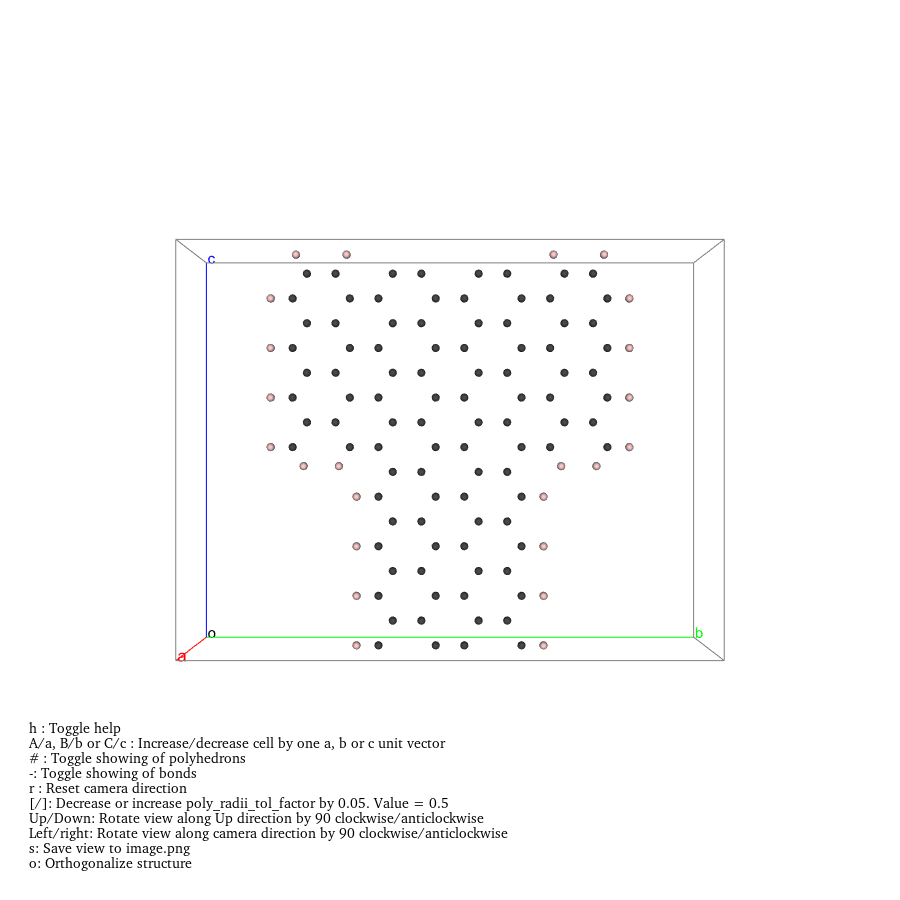 c
o
b
a
h : Toggle help
A/a, B/b or C/c : Increase/decrease cell by one a, b or c unit vector
# : Toggle showing of polyhedrons
-: Toggle showing of bonds
r : Reset camera direction
[/]: Decrease or increase poly_radii_tol_factor by 0.05. Value = 0.5
Up/Down: Rotate view along Up direction by 90 clockwise/anticlockwise
Left/right: Rotate view along camera direction by 90 clockwise/anticlockwise
s: Save view to image.png
o: Orthogonalize structure